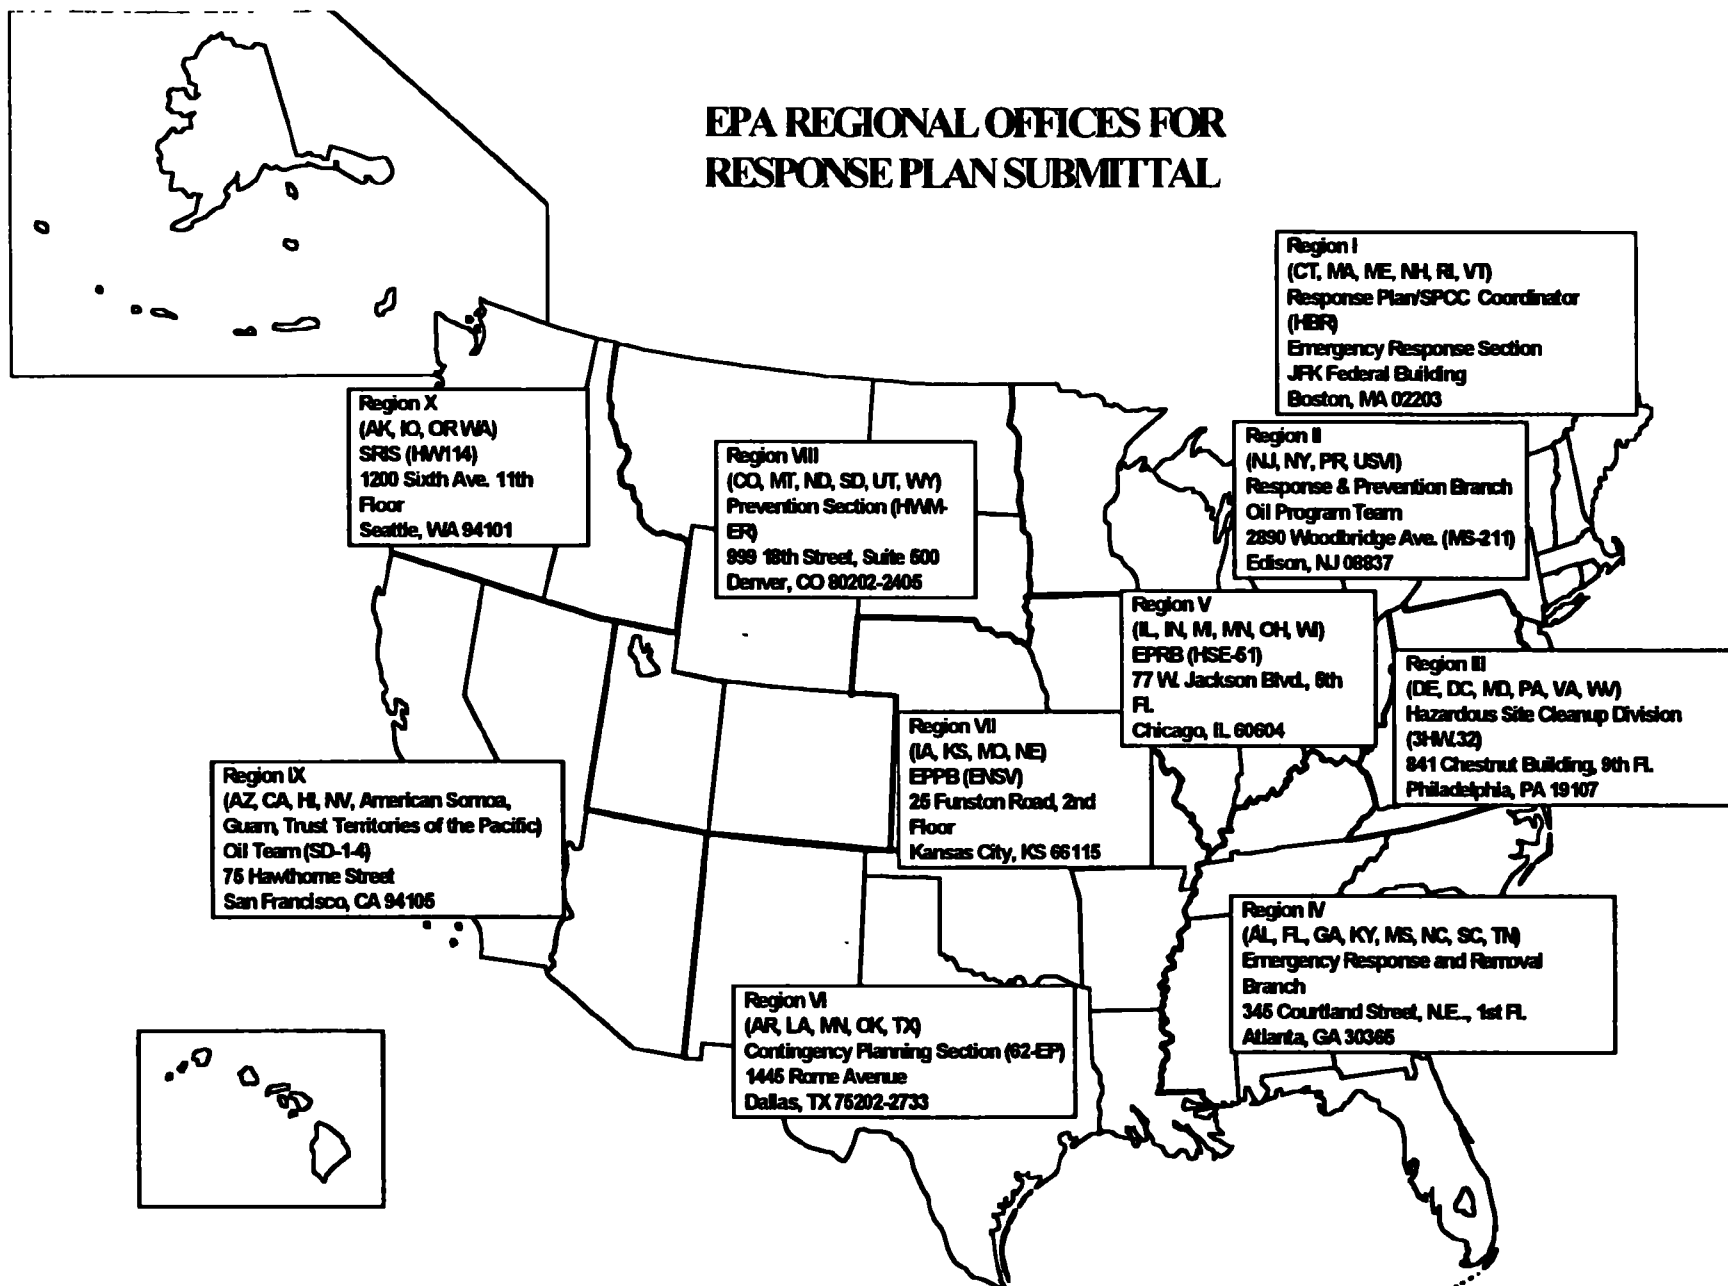 EPA REGIONAL OFFICES FOR
RESPONSE PLAN SUBMITTAL
Region I
(CT, MA, ME, NH, RI, VT)
Response Plan/SPCC Coordinator
(HBR)
Emergency Response Section
JFK Federal Building
Boston, MA 02203
Region X
(AK, IO, OR WA)
SRIS (HW114)
1200 Sixth Ave. 11th
Floor
Seattle, WA 94101
Region VIII
(CO, MT, ND, SD, UT, WY)
Prevention Section (HWM-
ER)
999 18th Street, Suite 500
Denver, CO 80202-2405
Region II
(NJ, NY, PR, USVI)
Response & Prevention Branch
Oil Program Team
2890 Woodbridge Ave. (MS-211)
Edison, NJ 08837
Region V
(IL, IN, MI, MN, OH, WI)
EPRB (HSE-51)
77 W. Jackson Blvd., 5th
Fl.
Chicago, IL 60604
Region III
(DE, DC, MD, PA, VA, WV)
Hazardous Site Cleanup Division
(3HW.32)
841 Chestnut Building, 9th Fl.
Philadelphia, PA 19107
Region VII
(IA, KS, MO, NE)
EPPB (ENSV)
25 Funston Road, 2nd
Floor
Kansas City, KS 66115
Region IX
(AZ, CA, HI, NV, American Somoa,
Guam, Trust Territories of the Pacific)
Oil Team (SD-1-4)
75 Hawthorne Street
San Francisco, CA 94105
Region IV
(AL, FL, GA, KY, MS, NC, SC, TN)
Emergency Response and Removal
Branch
345 Courtland Street, N.E.., 1st Fl.
Atlanta, GA 30365
Region VI
(AR, LA, MN, OK, TX)
Contingency Planning Section (62-EP)
1445 Rome Avenue
Dallas, TX 75202-2733